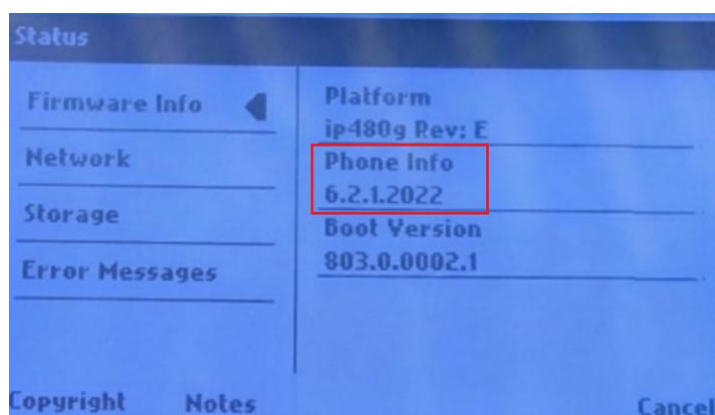 Status
Firmware Info
Network
Storage
Error Messages
Platform
ip480g Rev: E
Phone Info
6.2.1.2022
Boot Version
803.0.0002.1
Copyright Notes Cancel